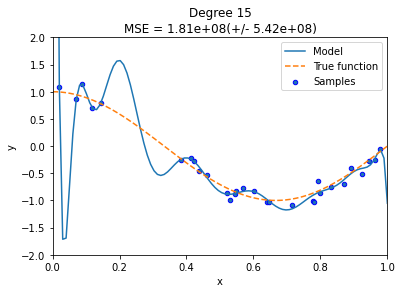 Degree 15
MSE = 1.81e+08(+/- 5.42e+08)
2.0
1.5
1.0
0.5
0.0
-0.5
-1.0
-1.5
-2.0
y
Model
True function
Samples
0.0 0.2 0.4 0.6 0.8 1.0
x